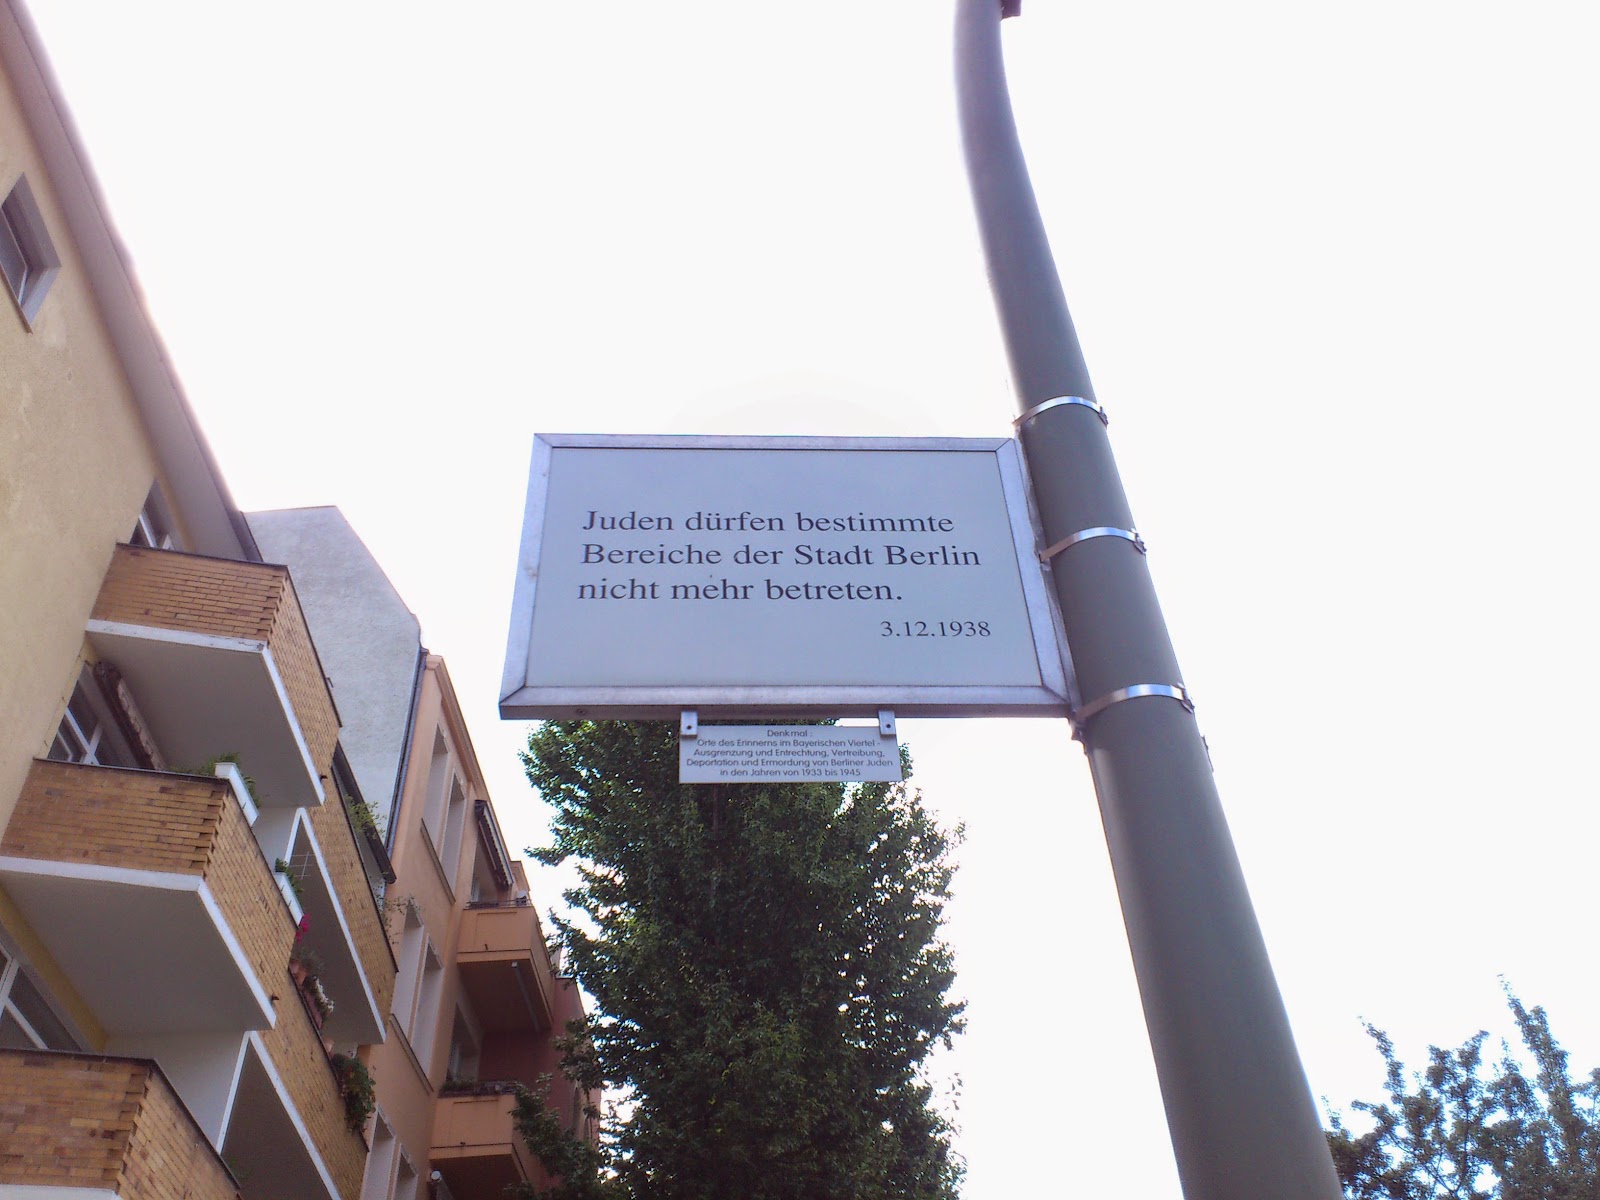 Juden dürfen bestimmte
Bereiche der Stadt Berlin
nicht mehr betreten.
3.12.1938
Denkmal :
Orte des Erinnerns im Bayerischen Viertel -
Ausgrenzung und Entrechtung, Vertreibung,
Deportation und Ermordung von Berliner Juden
in den Jahren von 1933 bis 1945